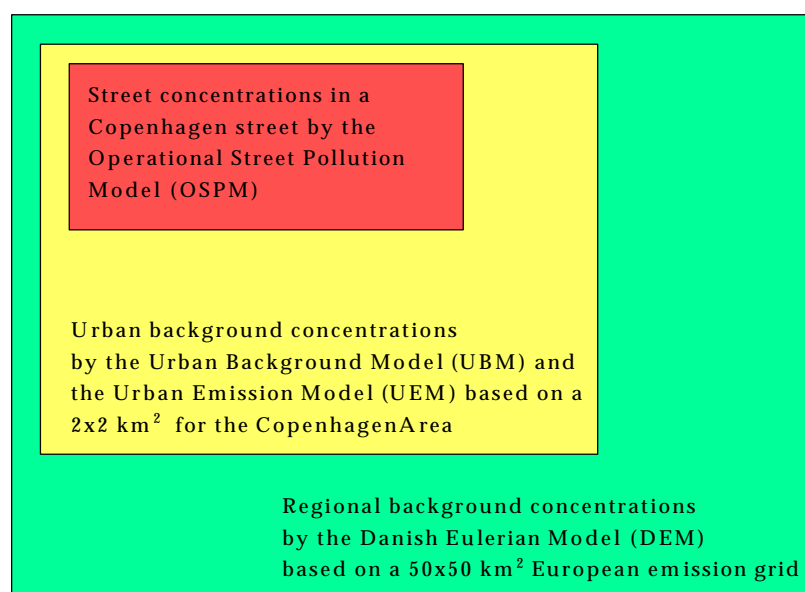 Street concentrations in a
Copenhagen street by the
Operational Street Pollution
Model (OSPM)
Urban background concentrations
by the Urban Background Model (UBM) and
the Urban Emission Model (UEM) based on a
2x2 km² for the CopenhagenArea
Regional background concentrations
by the Danish Eulerian Model (DEM)
based on a 50x50 km² European emission grid